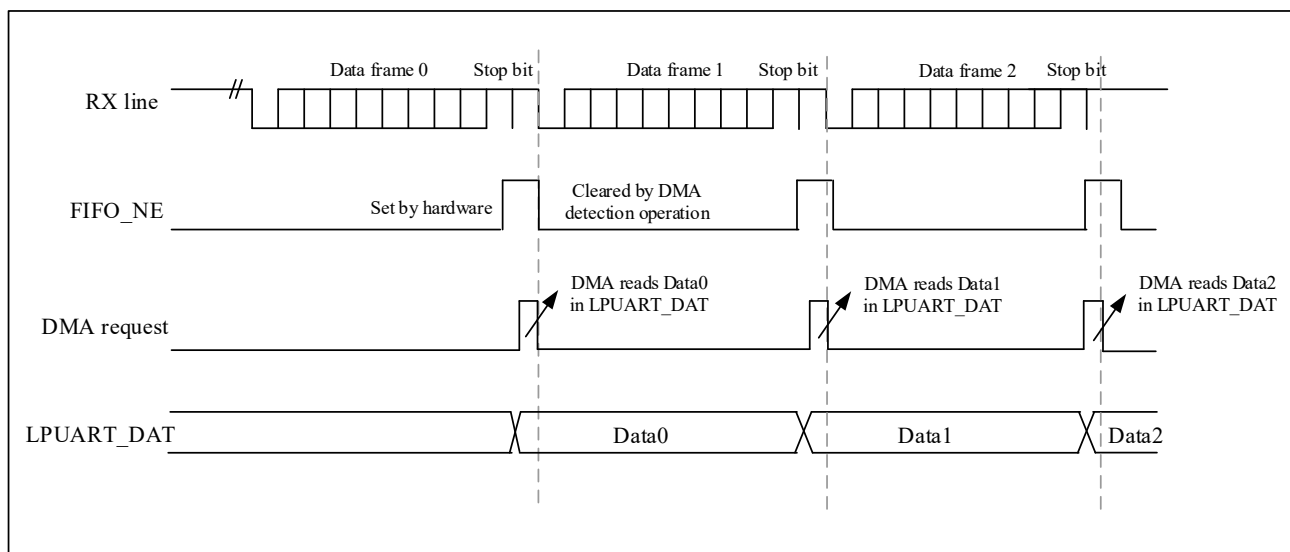 Data frame 0 Stop bit Data frame 1 Stop bit Data frame 2 Stop bit
RX line
FIFO_NE
Set by hardware
Cleared by DMA
detection operation
DMA request
DMA reads Data0
in LPUART_DAT
DMA reads Data1
in LPUART_DAT
DMA reads Data2
in LPUART_DAT
LPUART_DAT Data0 Data1 Data2